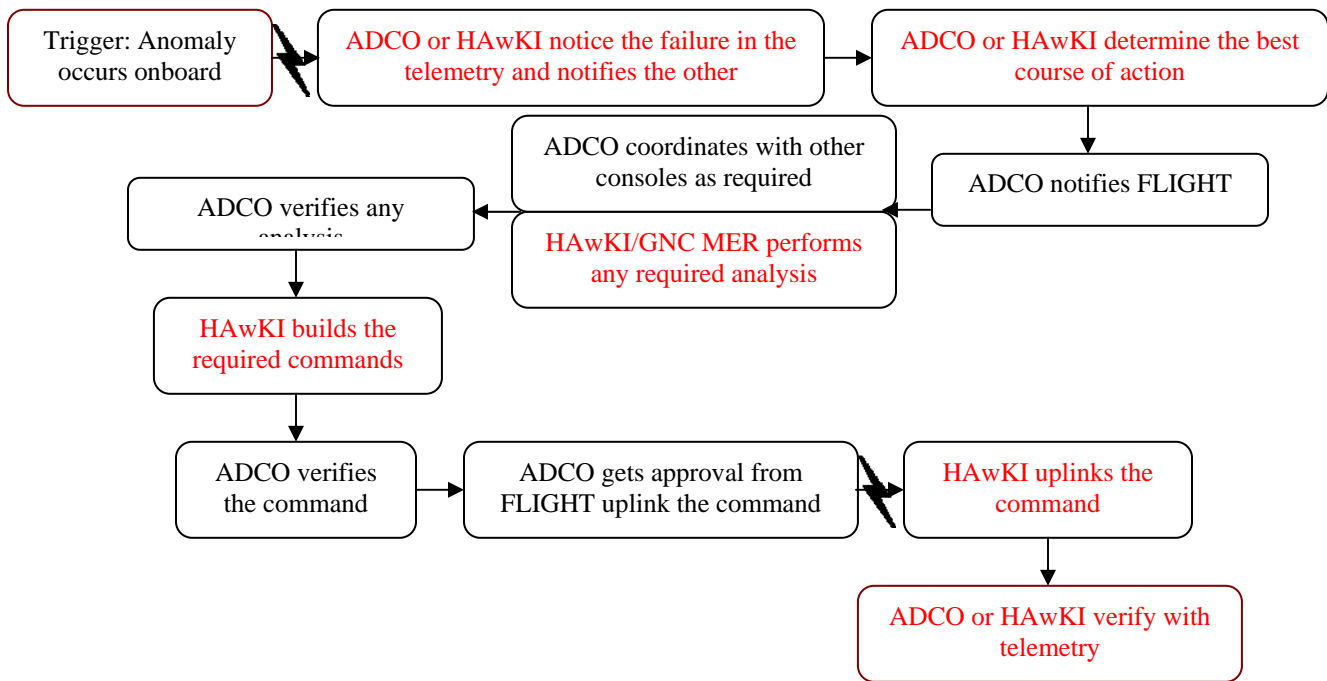 Trigger: Anomaly
occurs onboard
ADCO or HAwKI notice the failure in the
telemetry and notifies the other
ADCO or HAwKI determine the best
course of action
ADCO notifies FLIGHT
ADCO coordinates with other
consoles as required
HAwKI/GNC MER performs
any required analysis
ADCO verifies any
analysis
HAwKI builds the
required commands
ADCO verifies
the command
ADCO gets approval from
FLIGHT uplink the command
HAwKI uplinks the
command
ADCO or HAwKI verify with
telemetry